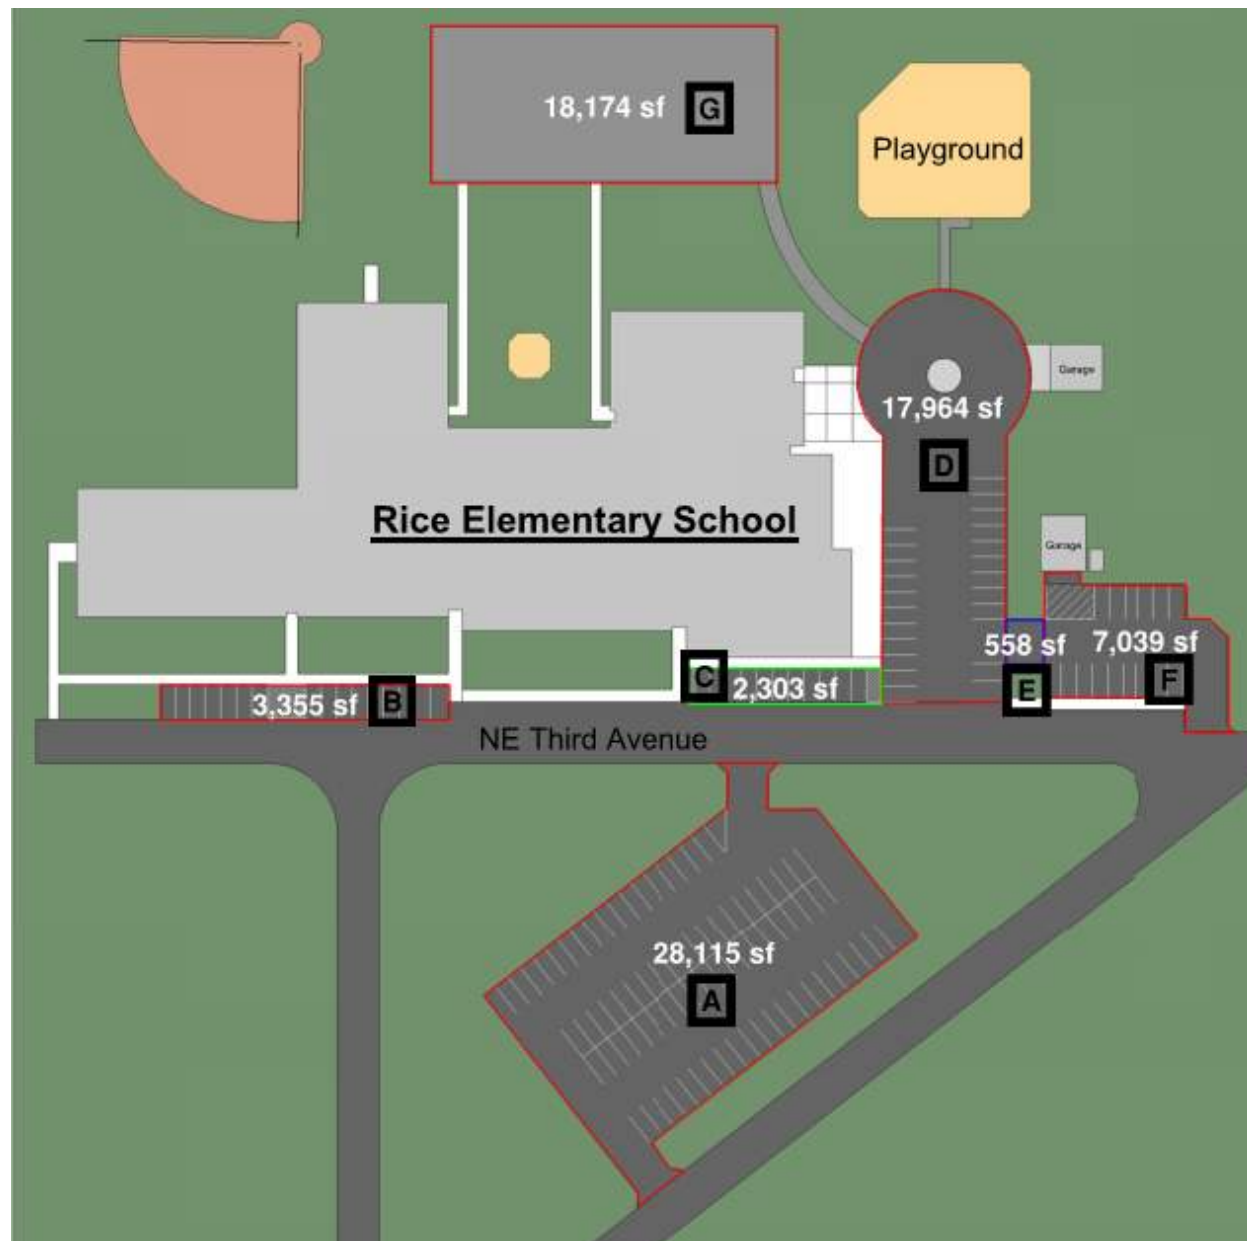 18,174 sf G
Playground
Garage
17,964 sf
D
Rice Elementary School
Garage
558 sf
7,039 sf
C
2,303 sf
E
F
3,355 sf B
NE Third Avenue
28,115 sf
A